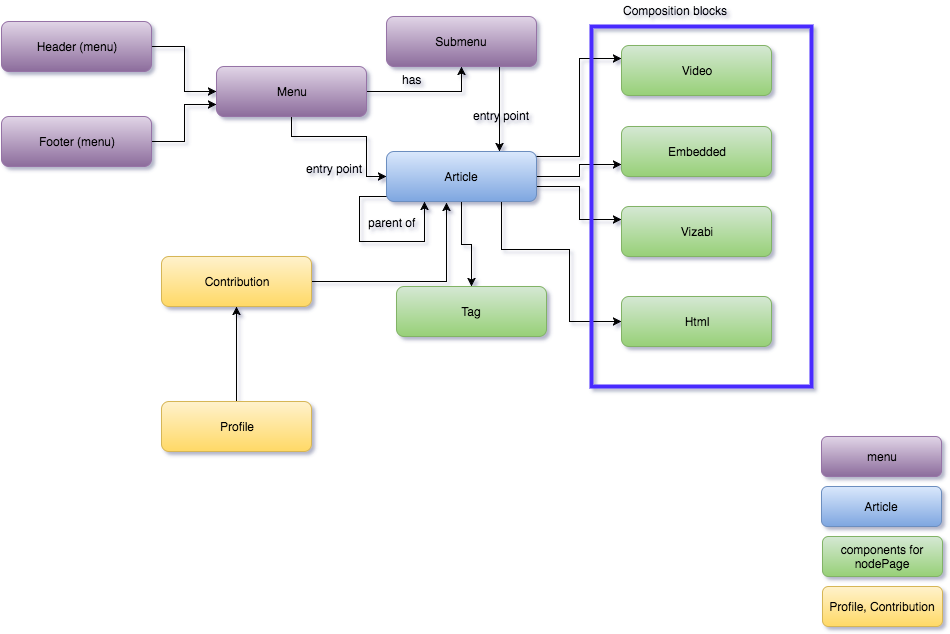 Composition blocks
Header (menu)
Submenu
Video
has
Menu
entry point
Footer (menu)
Embedded
entry point
Article
parent of
Vizabi
Contribution
Tag
Html
Profile
menu
Article
components for
nodePage
Profile, Contribution